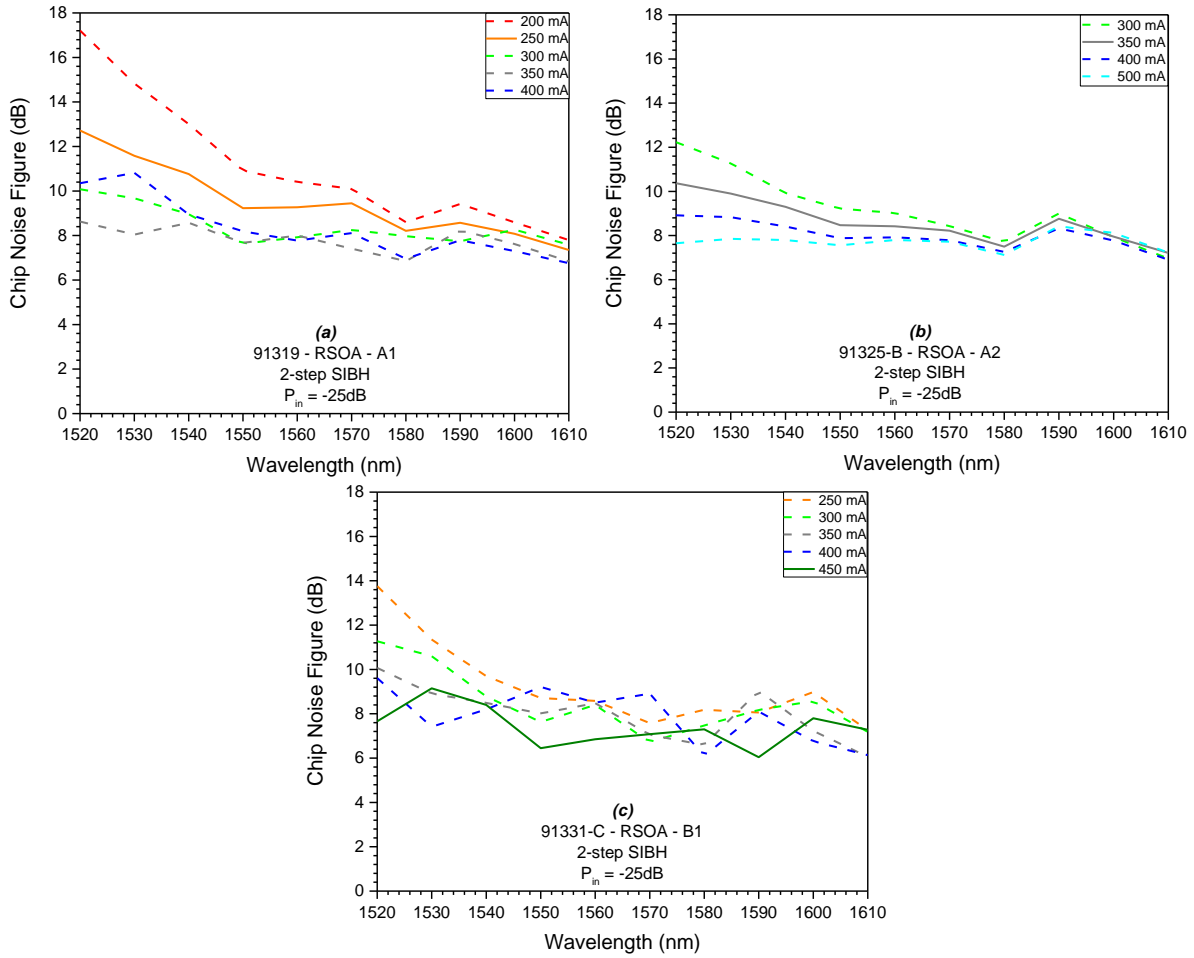 18
16
14
12
10
8
6
4
2
0
Chip Noise Figure (dB)
200 mA
250 mA
300 mA
350 mA
400 mA
(a)
91319 - RSOA - A1
2-step SIBH
Pin = -25dB
1520 1530 1540 1550 1560 1570 1580 1590 1600 1610
Wavelength (nm)
18
16
14
12
10
8
6
4
2
0
Chip Noise Figure (dB)
300 mA
350 mA
400 mA
500 mA
(b)
91325-B - RSOA - A2
2-step SIBH
Pin = -25dB
1520 1530 1540 1550 1560 1570 1580 1590 1600 1610
Wavelength (nm)
18
16
14
12
10
8
6
4
2
0
Chip Noise Figure (dB)
250 mA
300 mA
350 mA
400 mA
450 mA
(c)
91331-C - RSOA - B1
2-step SIBH
Pin = -25dB
1520 1530 1540 1550 1560 1570 1580 1590 1600 1610
Wavelength (nm)